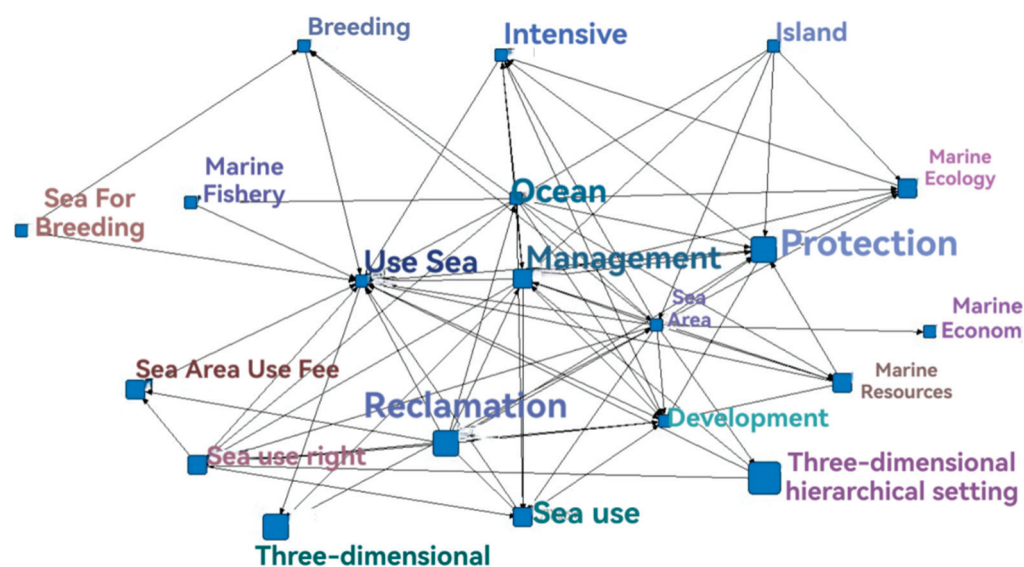 Breeding
Intensive
Island
Marine
Ecology
Marine
Fishery
Sea For
Breeding
Ocean
Use Sea
Management
Protection
Sea
Area
Marine
Econom
Sea Area Use Fee
Marine
Resources
Reclamation
Development
Sea use right
Three-dimensional
hierarchical setting
Sea use
Three-dimensional